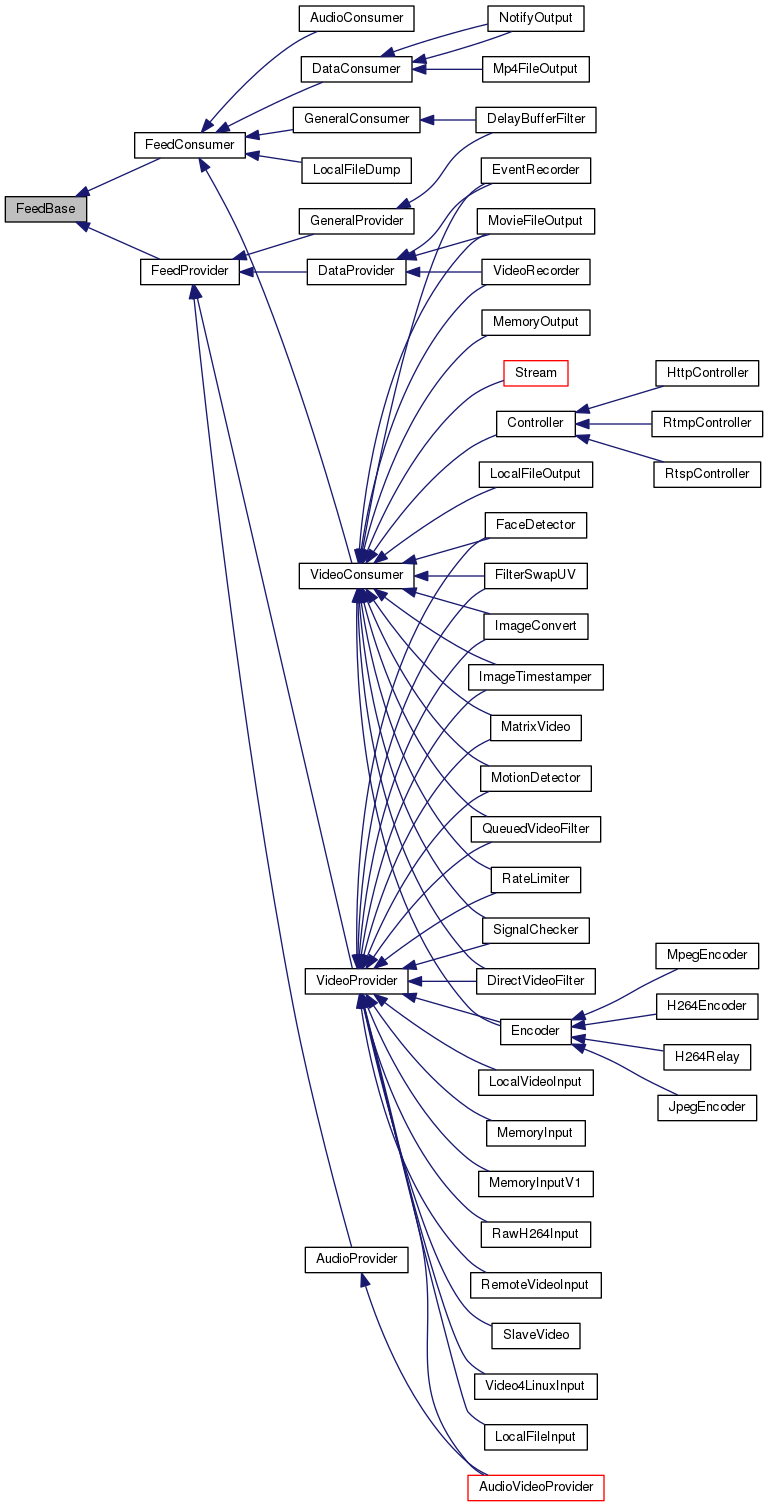 AudioConsumer
NotifyOutput
DataConsumer
Mp4FileOutput
GeneralConsumer
DelayBufferFilter
FeedConsumer
LocalFileDump
EventRecorder
FeedBase
GeneralProvider
MovieFileOutput
FeedProvider
DataProvider
VideoRecorder
MemoryOutput
Stream
HttpController
Controller
RtmpController
LocalFileOutput
RtspController
FaceDetector
VideoConsumer
FilterSwapUV
ImageConvert
ImageTimestamper
MatrixVideo
MotionDetector
QueuedVideoFilter
RateLimiter
SignalChecker
MpegEncoder
VideoProvider
DirectVideoFilter
H264Encoder
Encoder
H264Relay
LocalVideoInput
JpegEncoder
MemoryInput
MemoryInputV1
RawH264Input
AudioProvider
RemoteVideoInput
SlaveVideo
Video4LinuxInput
LocalFileInput
AudioVideoProvider